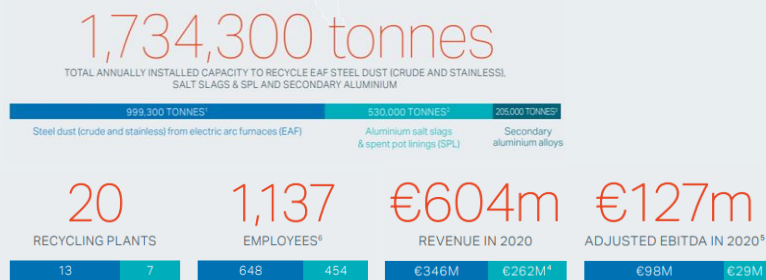 1,734,300 tonnes
TOTAL ANNUALLY INSTALLED CAPACITY TO RECYCLE EAF STEEL DUST (CRUDE AND STAINLESS),
SALT SLAGS & SPL AND SECONDARY ALUMINIUM
999,300 TONNES¹ 530,000 TONNES² 205,000 TONNES³
Steel dust (crude and stainless) from electric arc furnaces (EAF) Aluminium salt slags Secondary
& spent pot linings (SPL) aluminium alloys
20 1,137 €604m €127m
RECYCLING PLANTS EMPLOYEES⁶ REVENUE IN 2020 ADJUSTED EBITDA IN 2020⁵
13 7 648 454 €346M €262M⁴ €98M €29M